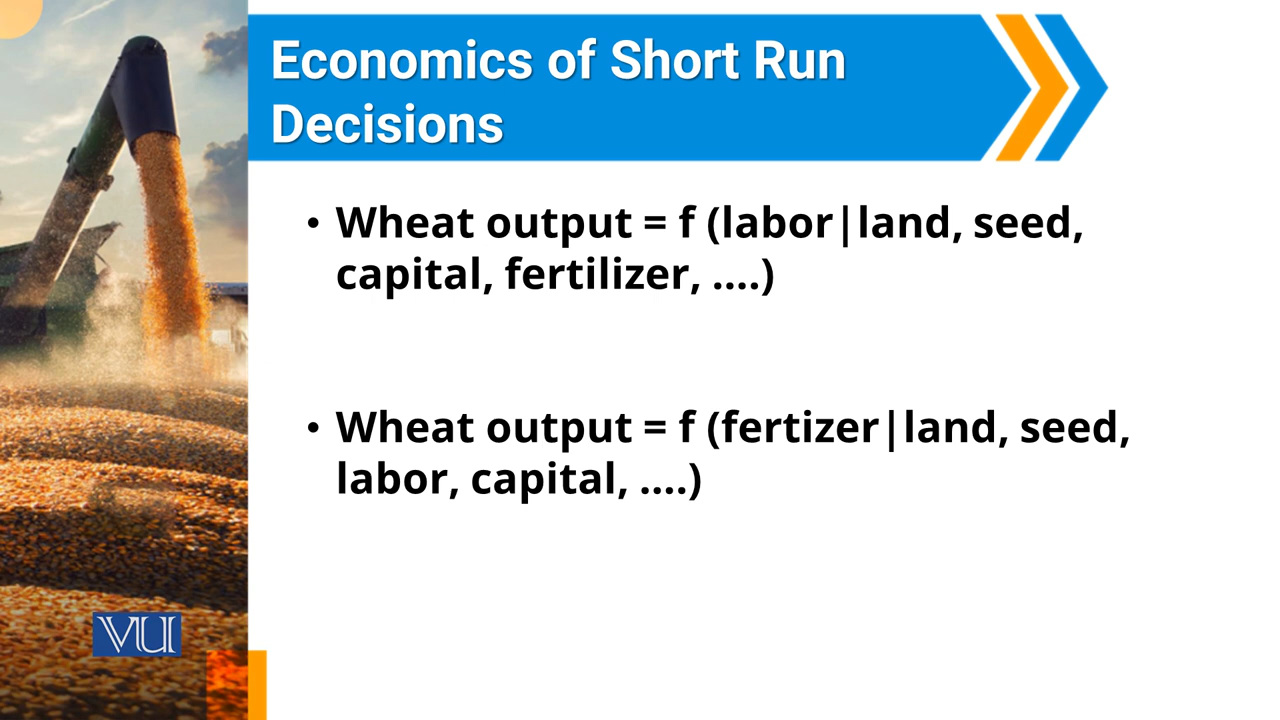 Economics of Short Run
Decisions
• Wheat output = f (labor|land, seed,
capital, fertilizer, ....)
• Wheat output = f (fertizer|land, seed,
labor, capital, ....)
VU